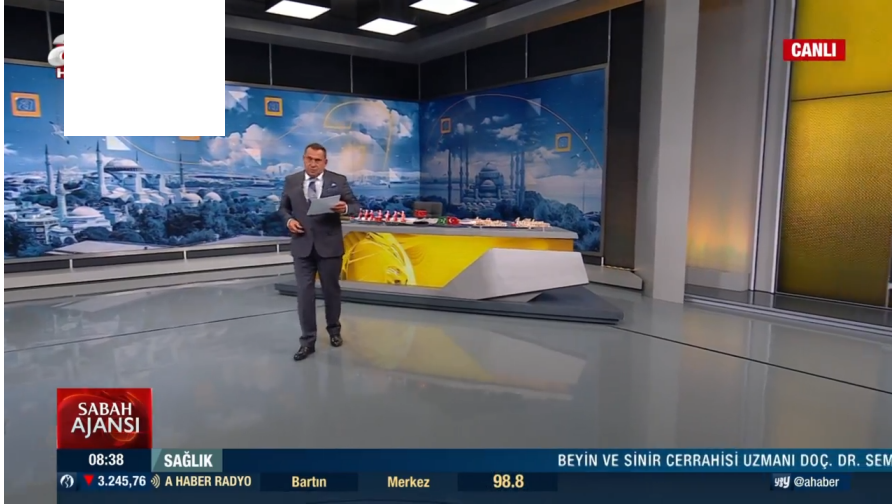 CANLI
SABAH
AJANSI
08:38 SAĞLIK BEYİN VE SİNİR CERRAHİSİ UZMANI DOÇ. DR. SEM
3.245,76 A HABER RADYO Bartın Merkez 98.8 @ahaber